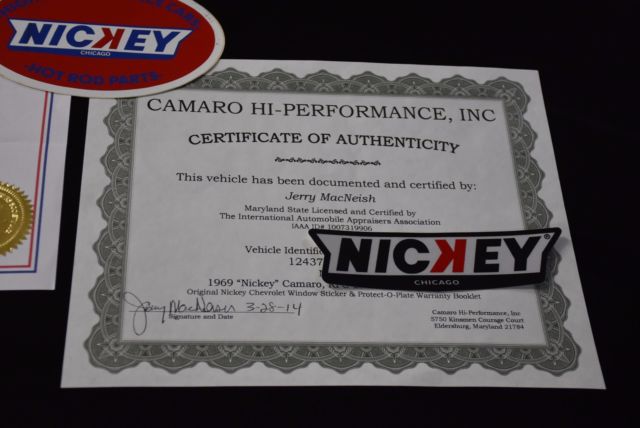 NICKEY
CHICAGO
-HOT ROD PARTS-
CAMARO HI-PERFORMANCE, INC
CERTIFICATE OF AUTHENTICITY
This vehicle has been documented and certified by:
Jerry MacNeish
Maryland State Licensed and Certified by
The International Automobile Appraisers Association
IAAA ID# 1007319906
Vehicle
12437
NICKEY®
CHICAGO
1969 "Nickey" Camaro,
Original Nickey Chevrolet Window Sticker & Protect-O-Plate Warranty Booklet
Jerry MacNeish 3-28-14
Signature and Date
Camaro Hi-Performance, Inc
5750 Kinsmen Courage Court
Eldersburg, Maryland 21784